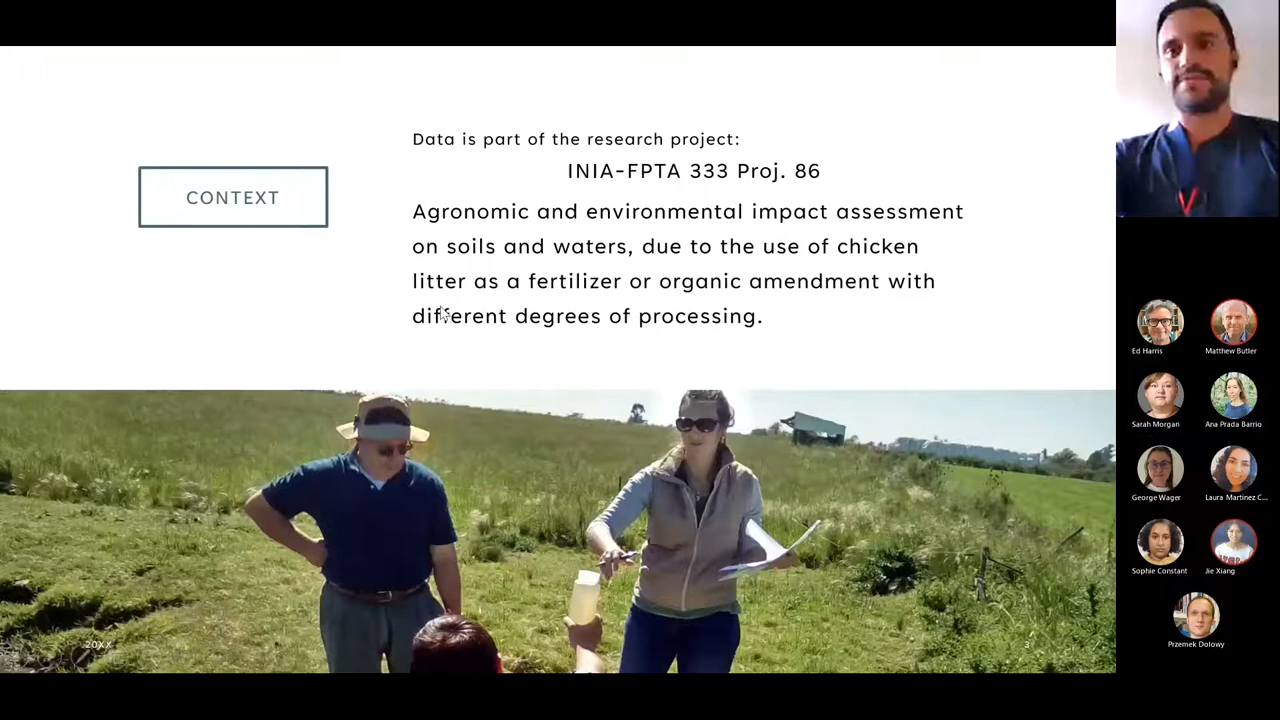 Data is part of the research project:
INIA-FPTA 333 Proj. 86
CONTEXT
Agronomic and environmental impact assessment
on soils and waters, due to the use of chicken
litter as a fertilizer or organic amendment with
different degrees of processing.
20XX
3
Ed Harris
Matthew Butler
Sarah Morgan
Ana Prada Barrio
George Wager
Laura Martinez C...
Sophie Constant
Jie Xiang
Przemek Dolowy